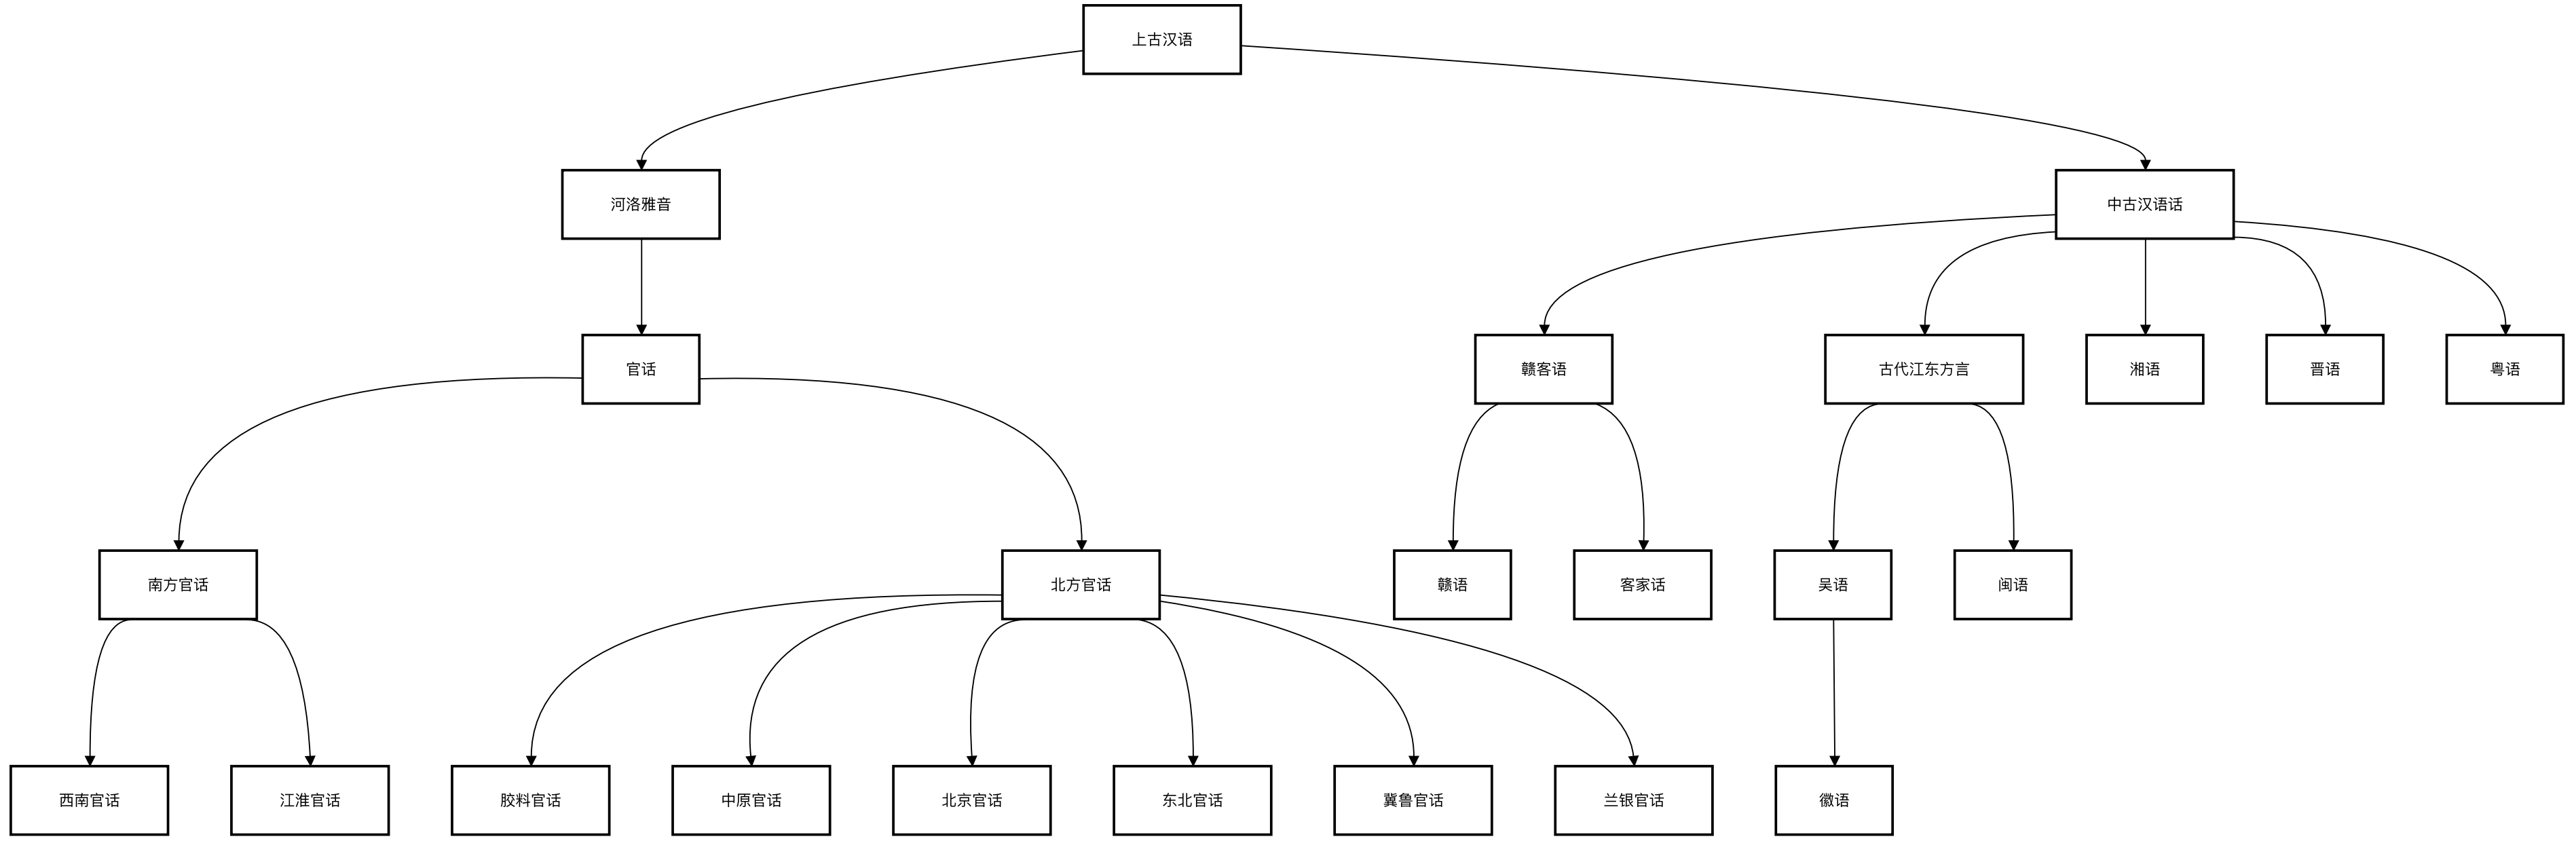 上古汉语
河洛雅音
中古汉语话
官话
赣客语
古代江东方言
湘语
晋语
粤语
南方官话
北方官话
赣语
客家话
吴语
闽语
西南官话
江淮官话
胶料官话
中原官话
北京官话
东北官话
冀鲁官话
兰银官话
徽语